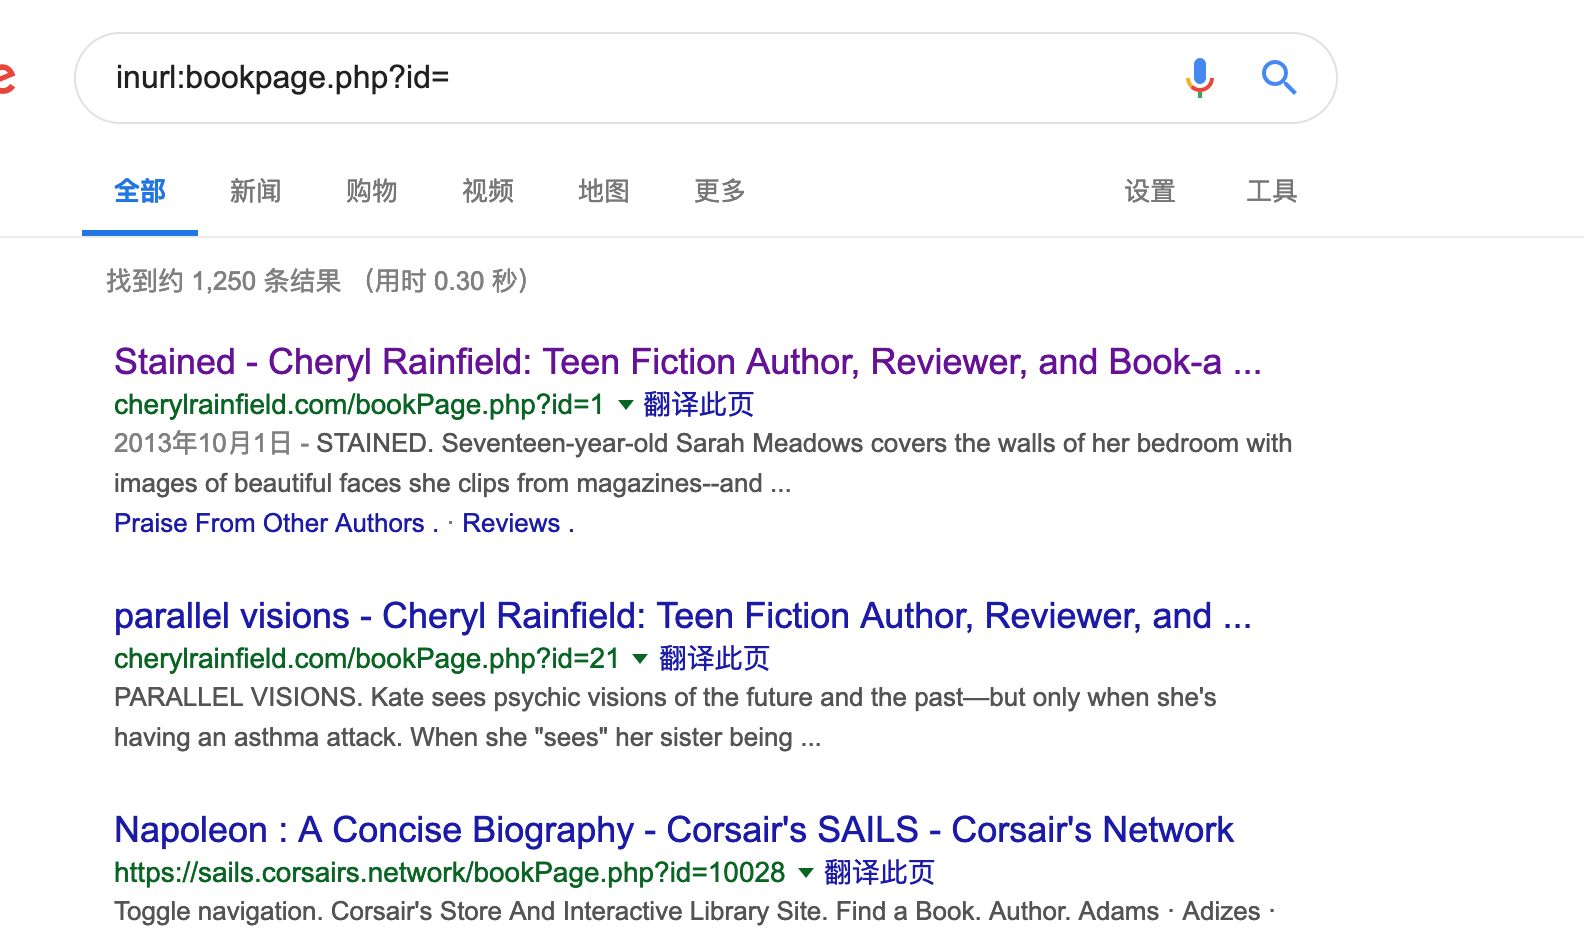 e
inurl:bookpage.php?id=
全部 新闻 购物 视频 地图 更多 设置 工具
找到约 1,250 条结果 （用时 0.30 秒）
Stained - Cheryl Rainfield: Teen Fiction Author, Reviewer, and Book-a ...
cherylrainfield.com/bookPage.php?id=1 翻译此页
2013年10月1日 - STAINED. Seventeen-year-old Sarah Meadows covers the walls of her bedroom with
images of beautiful faces she clips from magazines--and ...
Praise From Other Authors . · Reviews .
parallel visions - Cheryl Rainfield: Teen Fiction Author, Reviewer, and ...
cherylrainfield.com/bookPage.php?id=21 翻译此页
PARALLEL VISIONS. Kate sees psychic visions of the future and the past—but only when she's
having an asthma attack. When she "sees" her sister being ...
Napoleon : A Concise Biography - Corsair's SAILS - Corsair's Network
https://sails.corsairs.network/bookPage.php?id=10028 翻译此页
Toggle navigation. Corsair's Store And Interactive Library Site. Find a Book. Author. Adams · Adizes ·